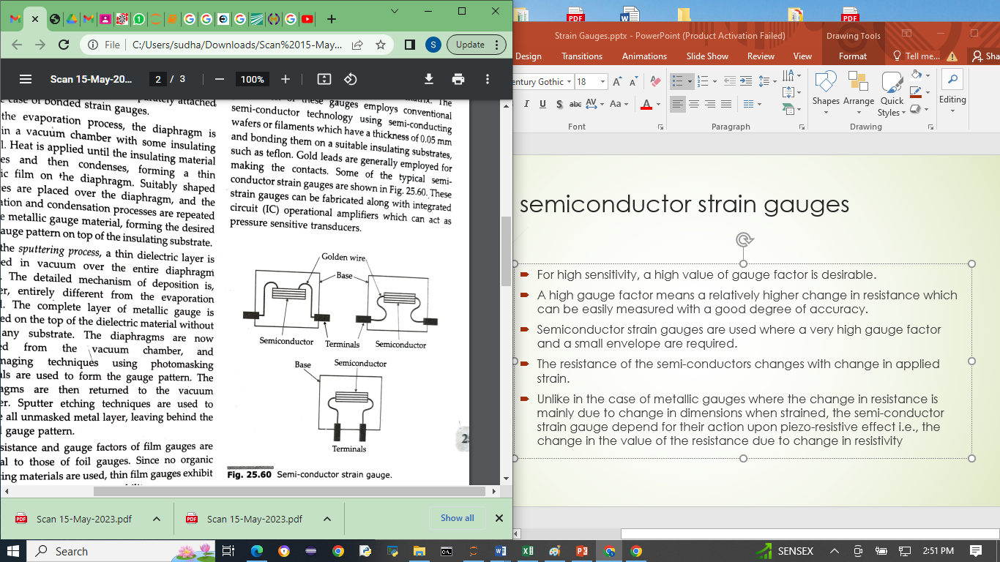 File
C:/Users/sudha/Downloads/Scan%2015-May...
S
Update
Scan 15-May-20...
2 / 3
100%
case of bonded strain gauges.
the evaporation process, the diaphragm is
in a vacuum chamber with some insulating
l. Heat is applied until the insulating material
es and then condenses, forming a thin
ic film on the diaphragm. Suitably shaped
es are placed over the diaphragm, and the
ation and condensation processes are repeated
e metallic gauge material, forming the desired
auge pattern on top of the insulating substrate.
the sputtering process, a thin dielectric layer is
ed in vacuum over the entire diaphragm
. The detailed mechanism of deposition is,
er, entirely different from the evaporation
l. The complete layer of metallic gauge is
ed on the top of the dielectric material without
any substrate. The diaphragms are now
ed from the vacuum chamber, and
maging techniques using photomasking
als are used to form the gauge pattern. The
agms are then returned to the vacuum
er. Sputter etching techniques are used to
e all unmasked metal layer, leaving behind the
l gauge pattern.
sistance and gauge factors of film gauges are
al to those of foil gauges. Since no organic
ing materials are used, thin film gauges exhibit
of these gauges employs conventional
semi-conductor technology using semi-conducting
wafers or filaments which have a thickness of 0.05 mm
and bonding them on a suitable insulating substrates,
such as teflon. Gold leads are generally employed for
making the contacts. Some of the typical semi-
conductor strain gauges are shown in Fig. 25.60. These
strain gauges can be fabricated along with integrated
circuit (IC) operational amplifiers which can act as
pressure sensitive transducers.
Golden wire
Base
Semiconductor
Terminals
Semiconductor
Base
Semiconductor
Terminals
Fig. 25.60 Semi-conductor strain gauge.
Scan 15-May-2023.pdf
Scan 15-May-2023.pdf
Show all
Strain Gauges.pptx - PowerPoint (Product Activation Failed)
Drawing Tools
Design
Transitions
Animations
Slide Show
Review
View
Format
Tell me...
Sha
entury Gothic
18
Font
Paragraph
Shapes
Arrange
Quick
Styles
Drawing
Editing
semiconductor strain gauges
For high sensitivity, a high value of gauge factor is desirable.
A high gauge factor means a relatively higher change in resistance which
can be easily measured with a good degree of accuracy.
Semiconductor strain gauges are used where a very high gauge factor
and a small envelope are required.
The resistance of the semi-conductors changes with change in applied
strain.
Unlike in the case of metallic gauges where the change in resistance is
mainly due to change in dimensions when strained, the semi-conductor
strain gauge depend for their action upon piezo-resistive effect i.e., the
change in the value of the resistance due to change in resistivity
Search
SENSEX
2:51 PM